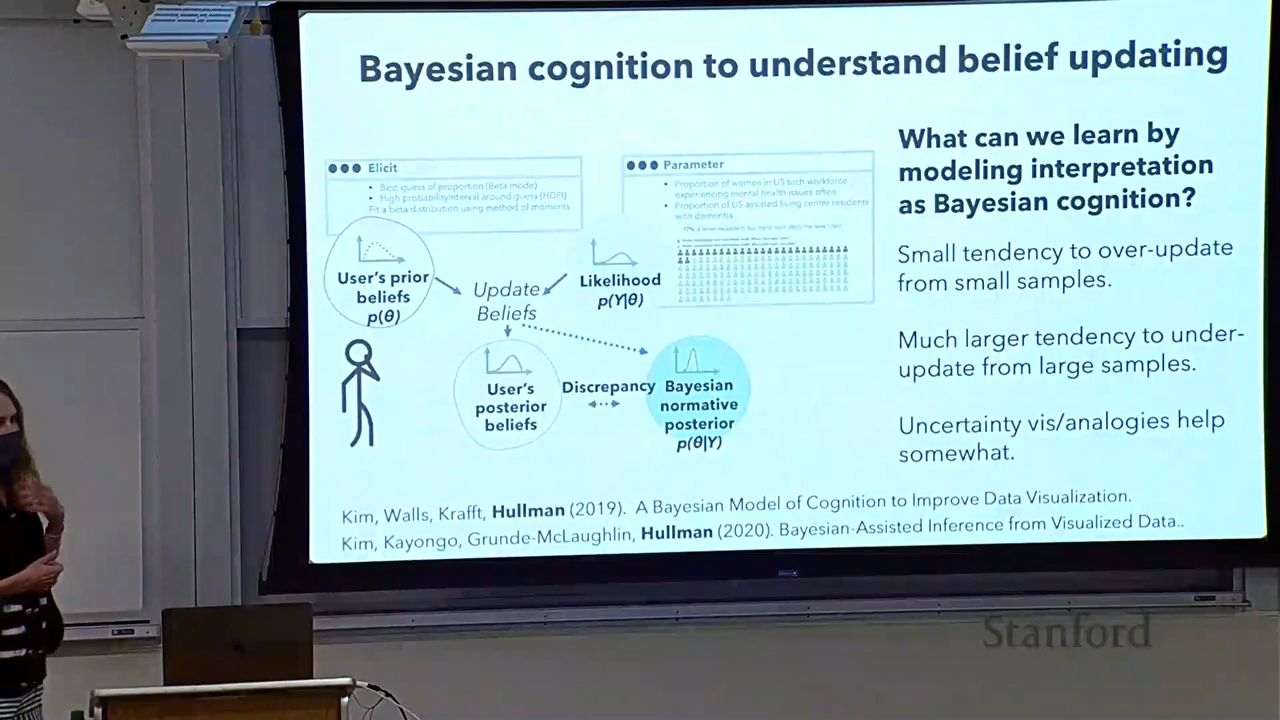 Bayesian cognition to understand belief updating
What can we learn by
modeling interpretation
as Bayesian cognition?
Small tendency to over-update
from small samples.
Much larger tendency to under-
update from large samples.
Uncertainty vis/analogies help
somewhat.
Elicit
Best guess of proportion (Beta mode)
High probability interval around guess (HDPI)
Fit a beta distribution using method of moments
Parameter
Proportion of women in US tech workforce
experiencing mental health issues often
Proportion of US assisted living center residents
with dementia
User's prior
beliefs
p(θ)
Update
Beliefs
Likelihood
p(Y|θ)
User's
posterior
beliefs
Discrepancy
Bayesian
normative
posterior
p(θ|Y)
Kim, Walls, Krafft, Hullman (2019). A Bayesian Model of Cognition to Improve Data Visualization.
Kim, Kayongo, Grunde-McLaughlin, Hullman (2020). Bayesian-Assisted Inference from Visualized Data..
Stanford